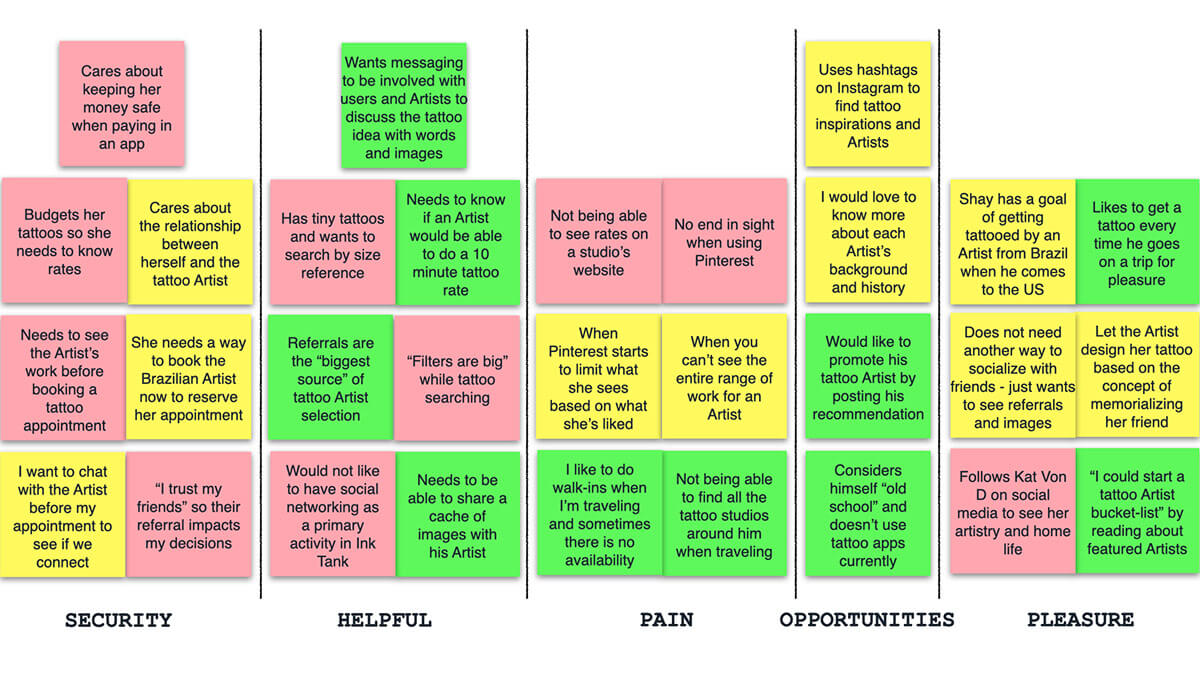 Cares about
keeping her
money safe
when paying in
an app
Budgets her
tattoos so she
needs to know
rates
Cares about
the relationship
between
herself and the
tattoo Artist
Needs to see
the Artist’s
work before
booking a
tattoo
appointment
She needs a way
to book the
Brazilian Artist
now to reserve
her appointment
I want to chat
with the Artist
before my
appointment to
see if we
connect
“I trust my
friends” so their
referral impacts
my decisions
SECURITY
Wants messaging
to be involved with
users and Artists to
discuss the tattoo
idea with words
and images
Has tiny tattoos
and wants to
search by size
reference
Needs to know
if an Artist
would be able
to do a 10
minute tattoo
rate
Referrals are
the “biggest
source” of
tattoo Artist
selection
“Filters are big”
while tattoo
searching
Would not like
to have social
networking as
a primary
activity in Ink
Tank
Needs to be
able to share a
cache of
images with
his Artist
HELPFUL
Not being able
to see rates on
a studio’s
website
No end in sight
when using
Pinterest
When
Pinterest starts
to limit what
she sees
based on what
she’s liked
When you
can’t see the
entire range of
work for an
Artist
I like to do
walk-ins when
I’m traveling
and sometimes
there is no
availability
Not being able
to find all the
tattoo studios
around him
when traveling
PAIN
Uses hashtags
on Instagram to
find tattoo
inspirations and
Artists
I would love to
know more
about each
Artist’s
background
and history
Would like to
promote his
tattoo Artist by
posting his
recommendation
Considers
himself “old
school” and
doesn’t use
tattoo apps
currently
OPPORTUNITIES
Shay has a goal
of getting
tattooed by an
Artist from Brazil
when he comes
to the US
Likes to get a
tattoo every
time he goes
on a trip for
pleasure
Does not need
another way to
socialize with
friends - just wants
to see referrals
and images
Let the Artist
design her tattoo
based on the
concept of
memorializing
her friend
Follows Kat Von
D on social
media to see her
artistry and home
life
“I could start a
tattoo Artist
bucket-list” by
reading about
featured Artists
PLEASURE